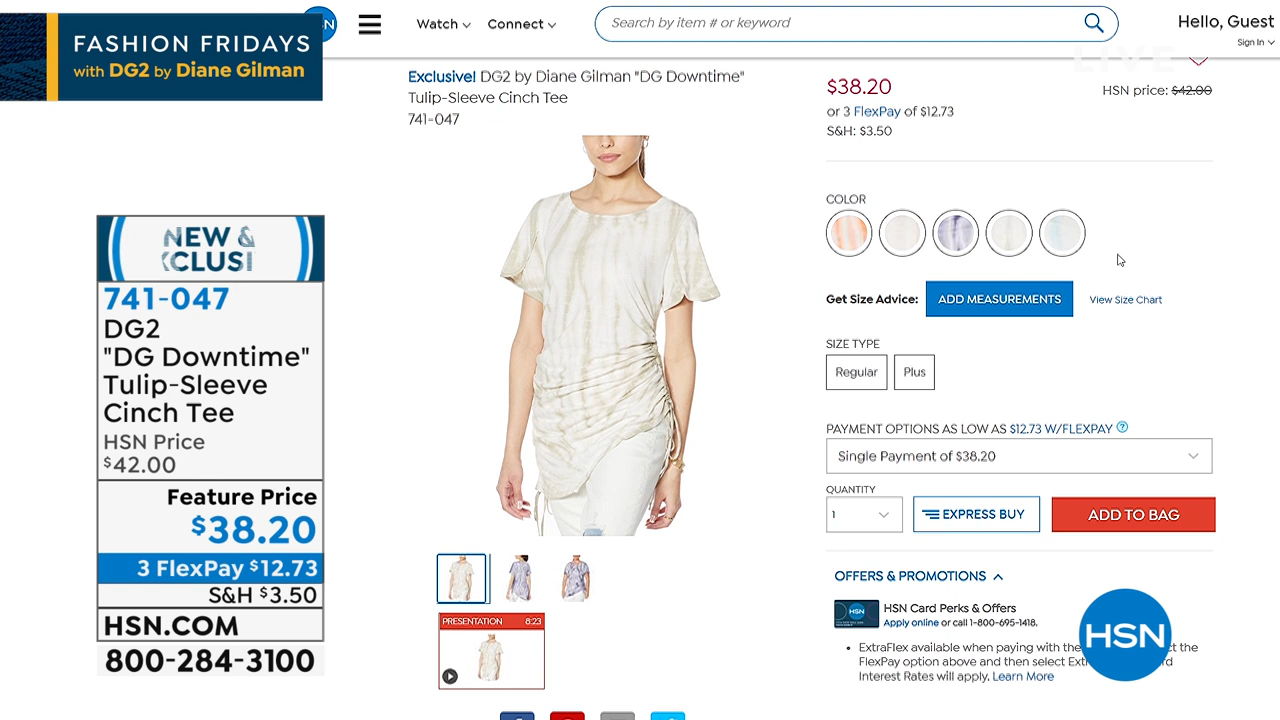 FASHION FRIDAYS
with DG2 by Diane Gilman
Watch
Connect
Search by item # or keyword
Hello, Guest
Sign In
LIVE
Exclusive! DG2 by Diane Gilman "DG Downtime"
Tulip-Sleeve Cinch Tee
741-047
$38.20
HSN price: $42.00
or 3 FlexPay of $12.73
S&H: $3.50
COLOR
Get Size Advice:
ADD MEASUREMENTS
View Size Chart
SIZE TYPE
Regular
Plus
PAYMENT OPTIONS AS LOW AS $12.73 W/FLEXPAY ?
Single Payment of $38.20
QUANTITY
1
EXPRESS BUY
ADD TO BAG
OFFERS & PROMOTIONS
HSN
HSN Card Perks & Offers
Apply online or call 1-800-695-1418.
ExtraFlex available when paying with the
FlexPay option above and then select
Interest Rates will apply. Learn More
HSN
PRESENTATION 8:23
NEW &
741-047
DG2
"DG Downtime"
Tulip-Sleeve
Cinch Tee
HSN Price
$42.00
Feature Price
$38.20
3 FlexPay $12.73
S&H $3.50
HSN.COM
800-284-3100